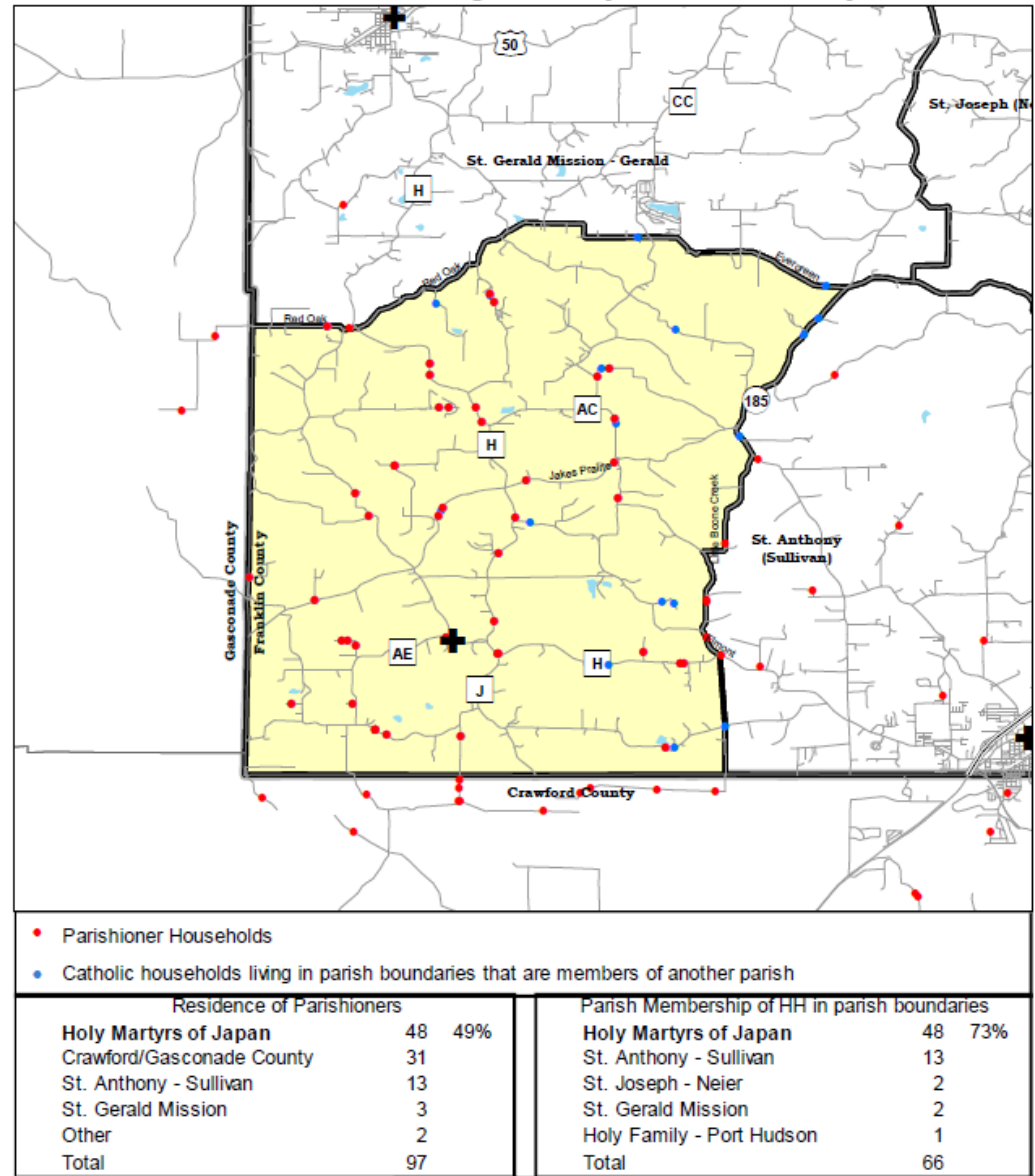 50
CC
St. Joseph (Ne
St. Gerald Mission - Gerald
H
Evergreen
Red Oak
Red Oak
185
AC
H
Jakes Prairie
Boone Creek
St. Anthony
(Sullivan)
Gasconade County
Franklin County
AE
H
J
Crawford County
Parishioner Households
Catholic households living in parish boundaries that are members of another parish
Residence of Parishioners
Holy Martyrs of Japan 48 49%
Crawford/Gasconade County 31
St. Anthony - Sullivan 13
St. Gerald Mission 3
Other 2
Total 97
Parish Membership of HH in parish boundaries
Holy Martyrs of Japan 48 73%
St. Anthony - Sullivan 13
St. Joseph - Neier 2
St. Gerald Mission 2
Holy Family - Port Hudson 1
Total 66